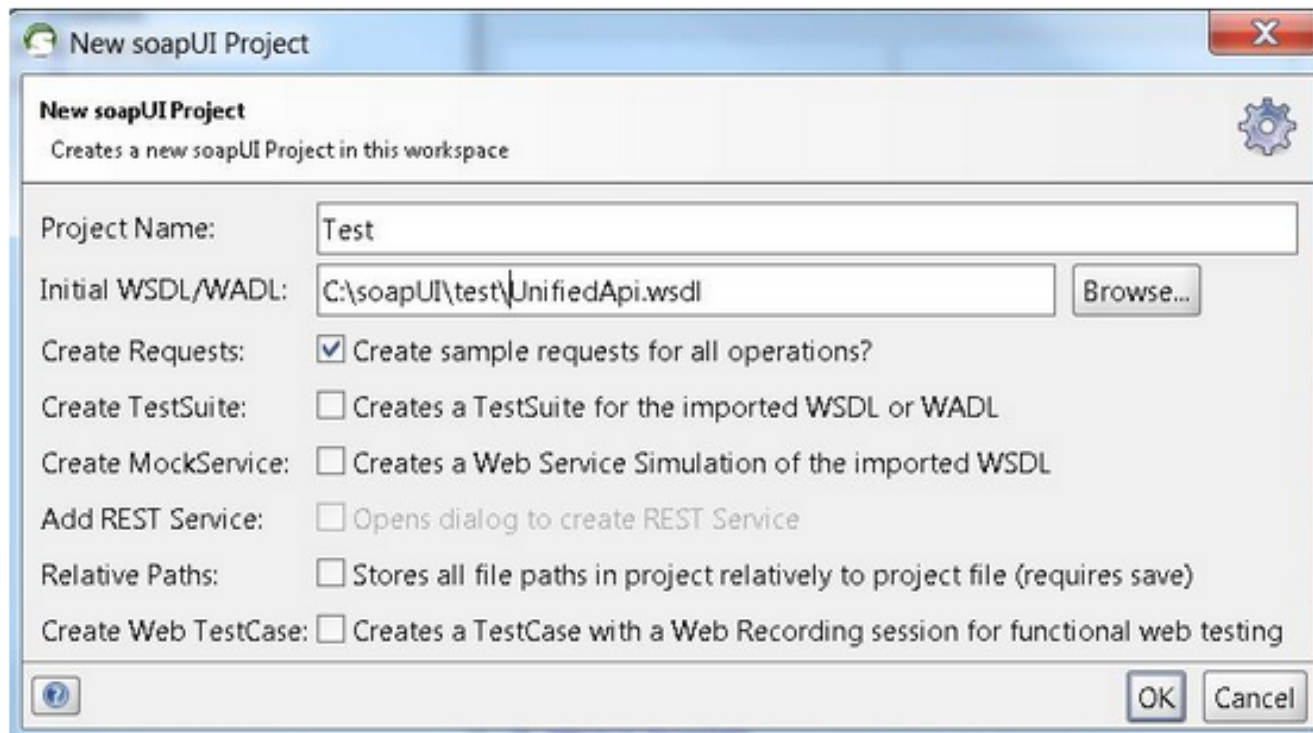 New soapUI Project
New soapUI Project
Creates a new soapUI Project in this workspace
Project Name: Test
Initial WSDL/WADL: C:\soapUI\test\UnifiedApi.wsdl Browse...
Create Requests: Create sample requests for all operations?
Create TestSuite: Creates a TestSuite for the imported WSDL or WADL
Create MockService: Creates a Web Service Simulation of the imported WSDL
Add REST Service: Opens dialog to create REST Service
Relative Paths: Stores all file paths in project relatively to project file (requires save)
Create Web TestCase: Creates a TestCase with a Web Recording session for functional web testing
OK Cancel